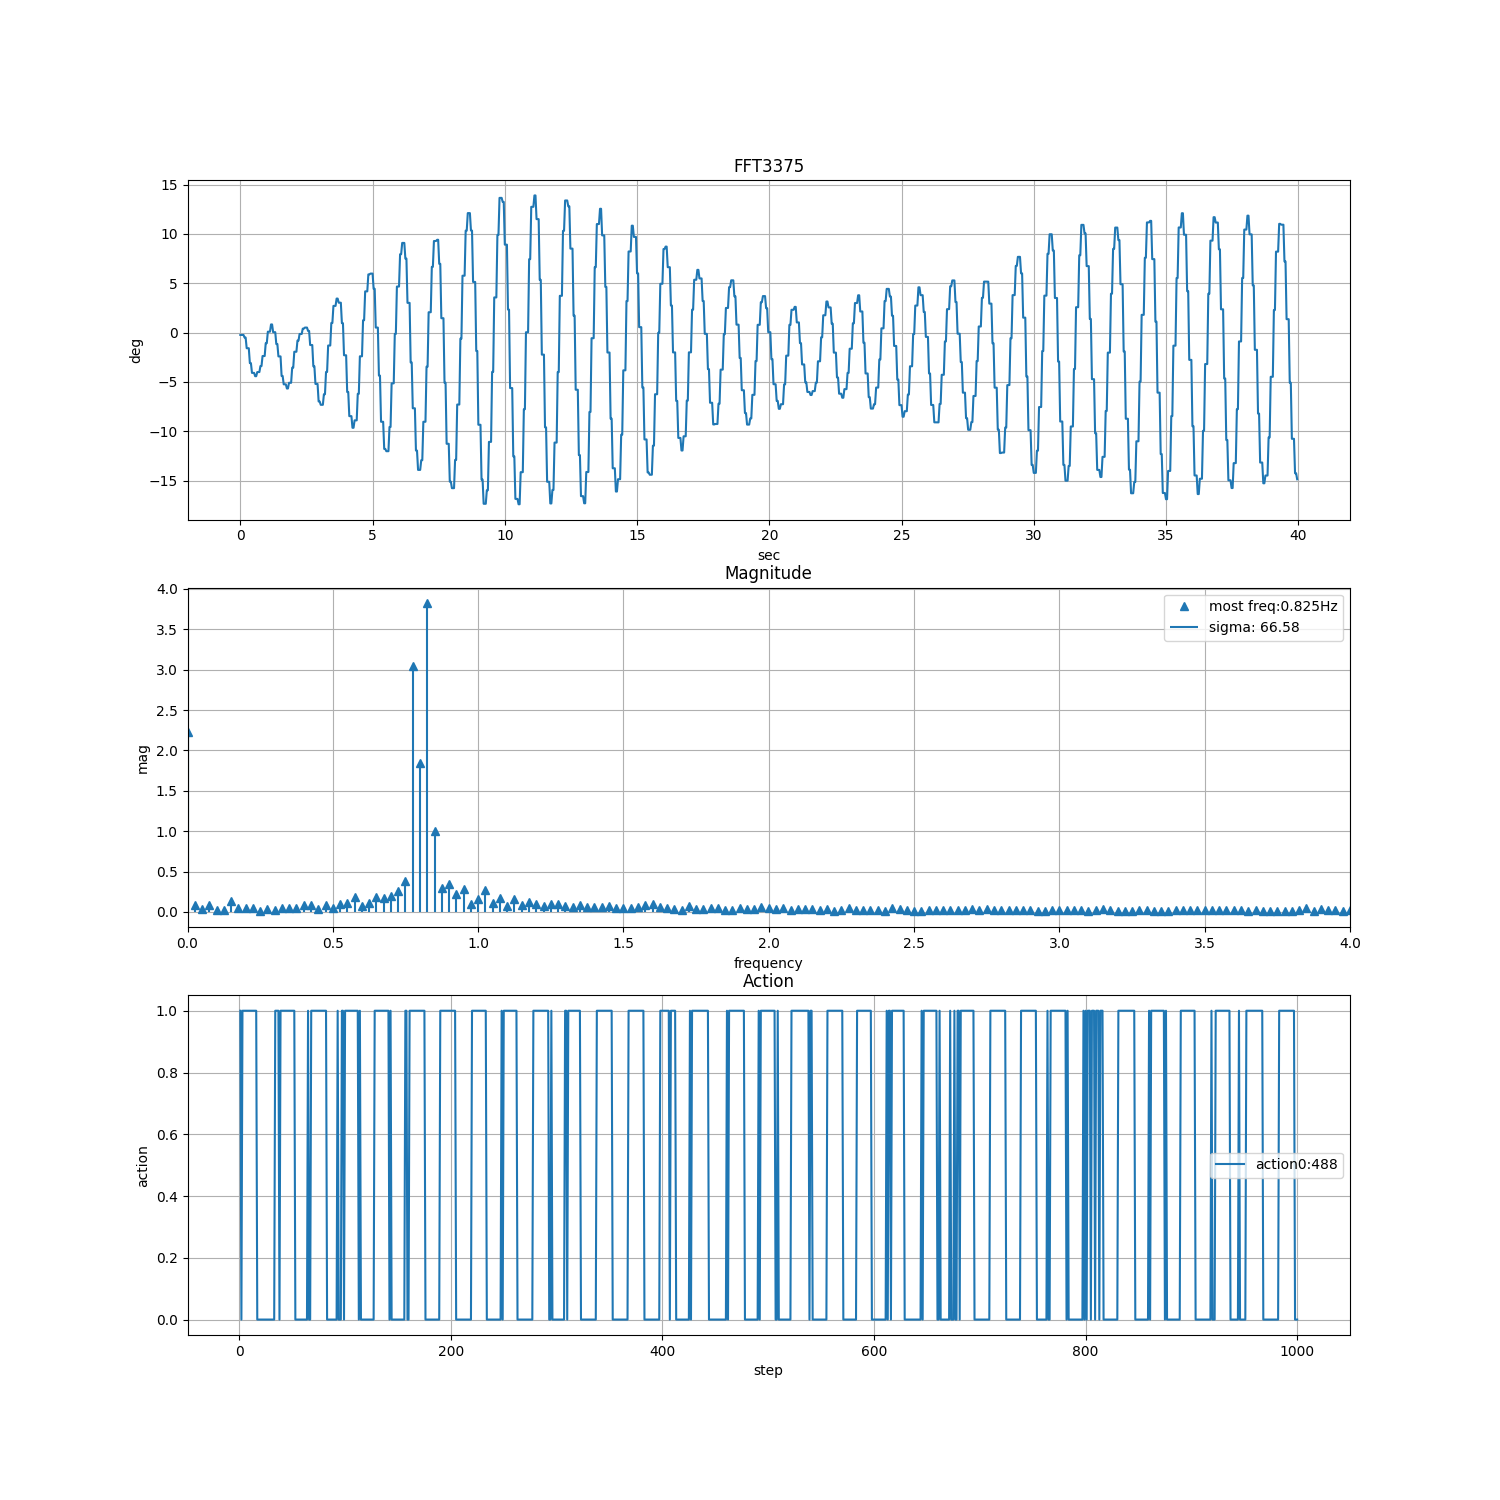 FFT3375
15
10
5
0
−5
−10
−15
deg
0 5 10 15 20 25 30 35 40
sec
Magnitude
4.0
3.5
3.0
2.5
2.0
1.5
1.0
0.5
0.0
mag
most freq:0.825Hz
sigma: 66.58
0.0 0.5 1.0 1.5 2.0 2.5 3.0 3.5 4.0
frequency
Action
1.0
0.8
0.6
0.4
0.2
0.0
action
action0:488
0 200 400 600 800 1000
step